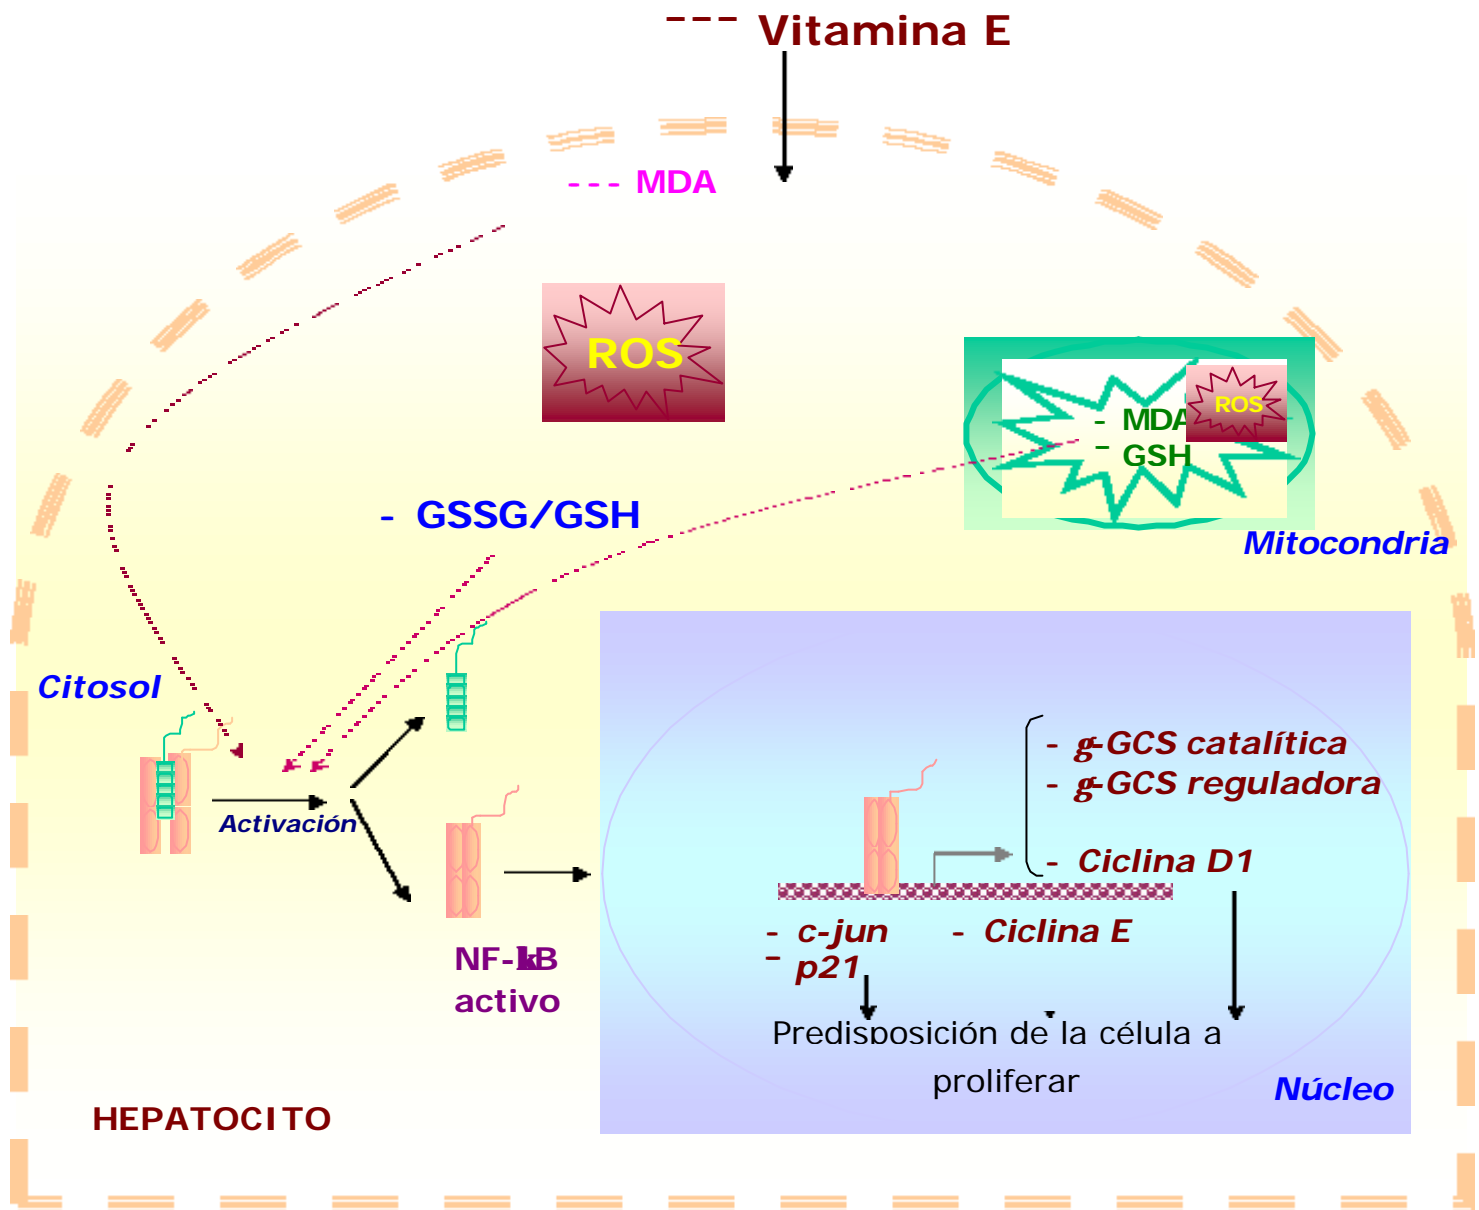 --- Vitamina E
--- MDA
ROS
ROS
- MDA
- GSH
- GSSG/GSH
Mitocondria
Citosol
Activación
- g-GCS catalítica
- g-GCS reguladora
- Ciclina D1
- c-jun - Ciclina E
- p21
NF-kB
activo
Predisposición de la célula a
proliferar
Núcleo
HEPATOCITO